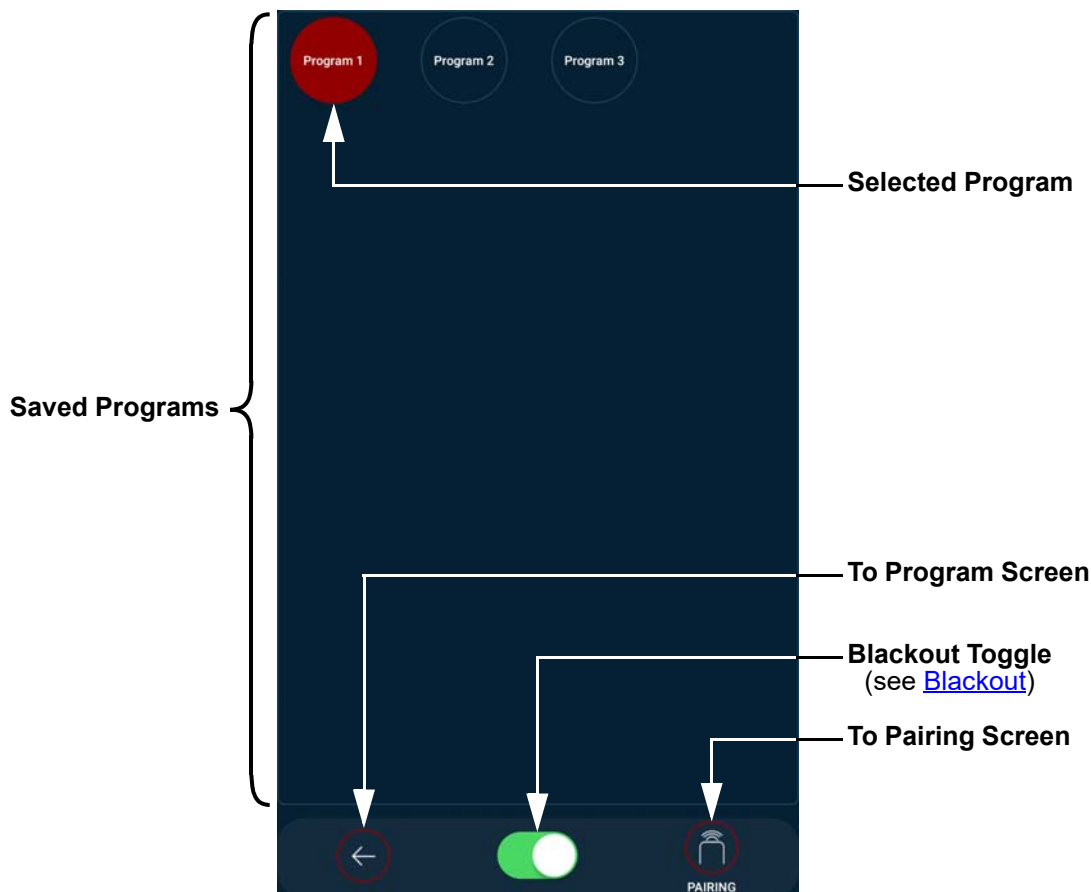 Program 1
Program 2
Program 3
Selected Program
Saved Programs
To Program Screen
Blackout Toggle
(see Blackout)
To Pairing Screen
PAIRING